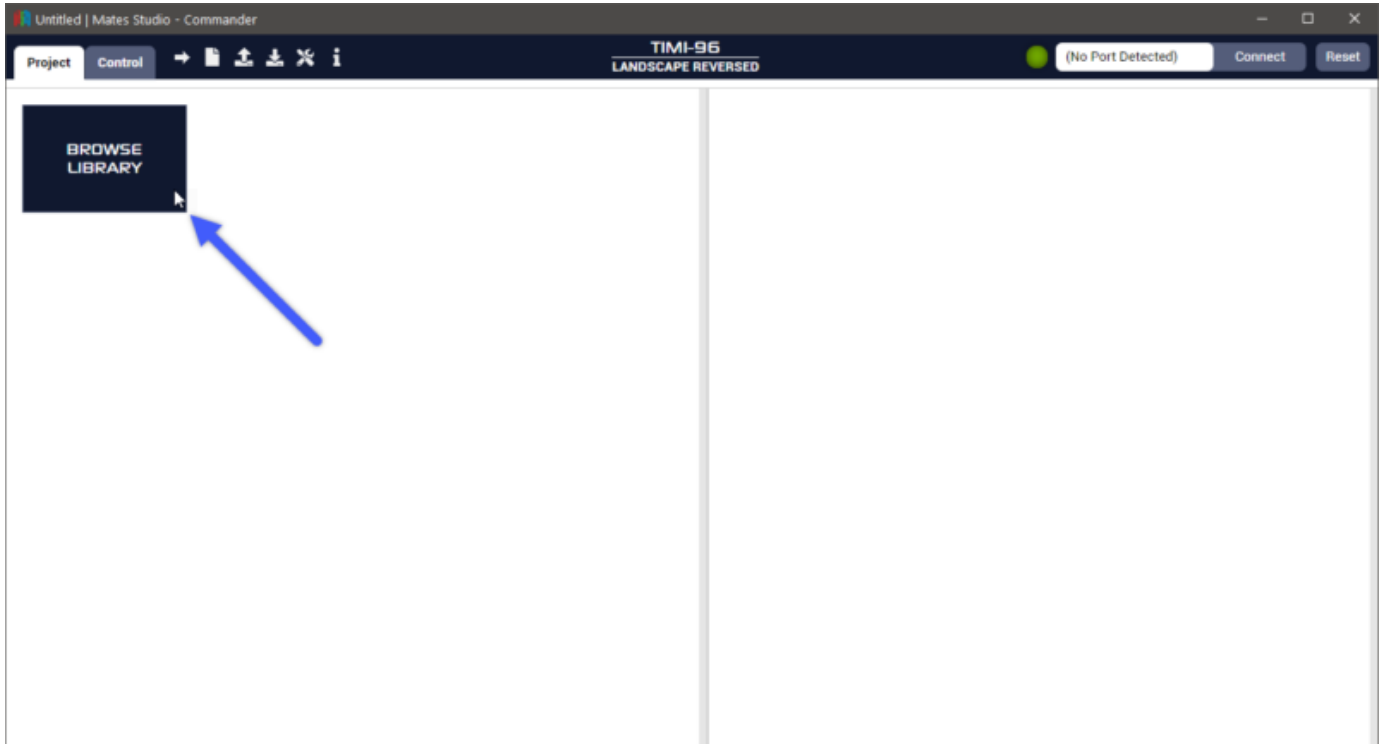 Untitled | Mates Studio - Commander
Project
Control
TIMI-96
LANDSCAPE REVERSED
(No Port Detected)
Connect
Reset
BROWSE
LIBRARY